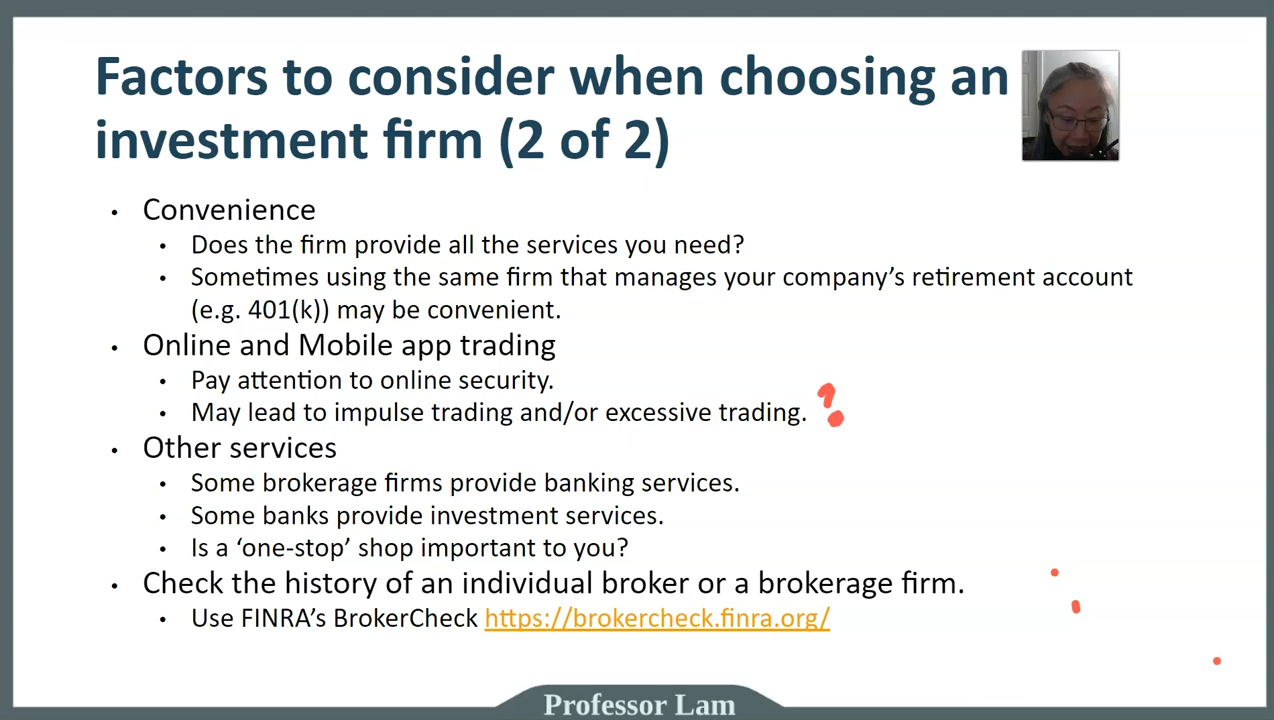 Factors to consider when choosing an
investment firm (2 of 2)
• Convenience
• Does the firm provide all the services you need?
• Sometimes using the same firm that manages your company’s retirement account
(e.g. 401(k)) may be convenient.
• Online and Mobile app trading
• Pay attention to online security.
• May lead to impulse trading and/or excessive trading.
• Other services
• Some brokerage firms provide banking services.
• Some banks provide investment services.
• Is a ‘one-stop’ shop important to you?
• Check the history of an individual broker or a brokerage firm.
• Use FINRA’s BrokerCheck https://brokercheck.finra.org/
Professor Lam